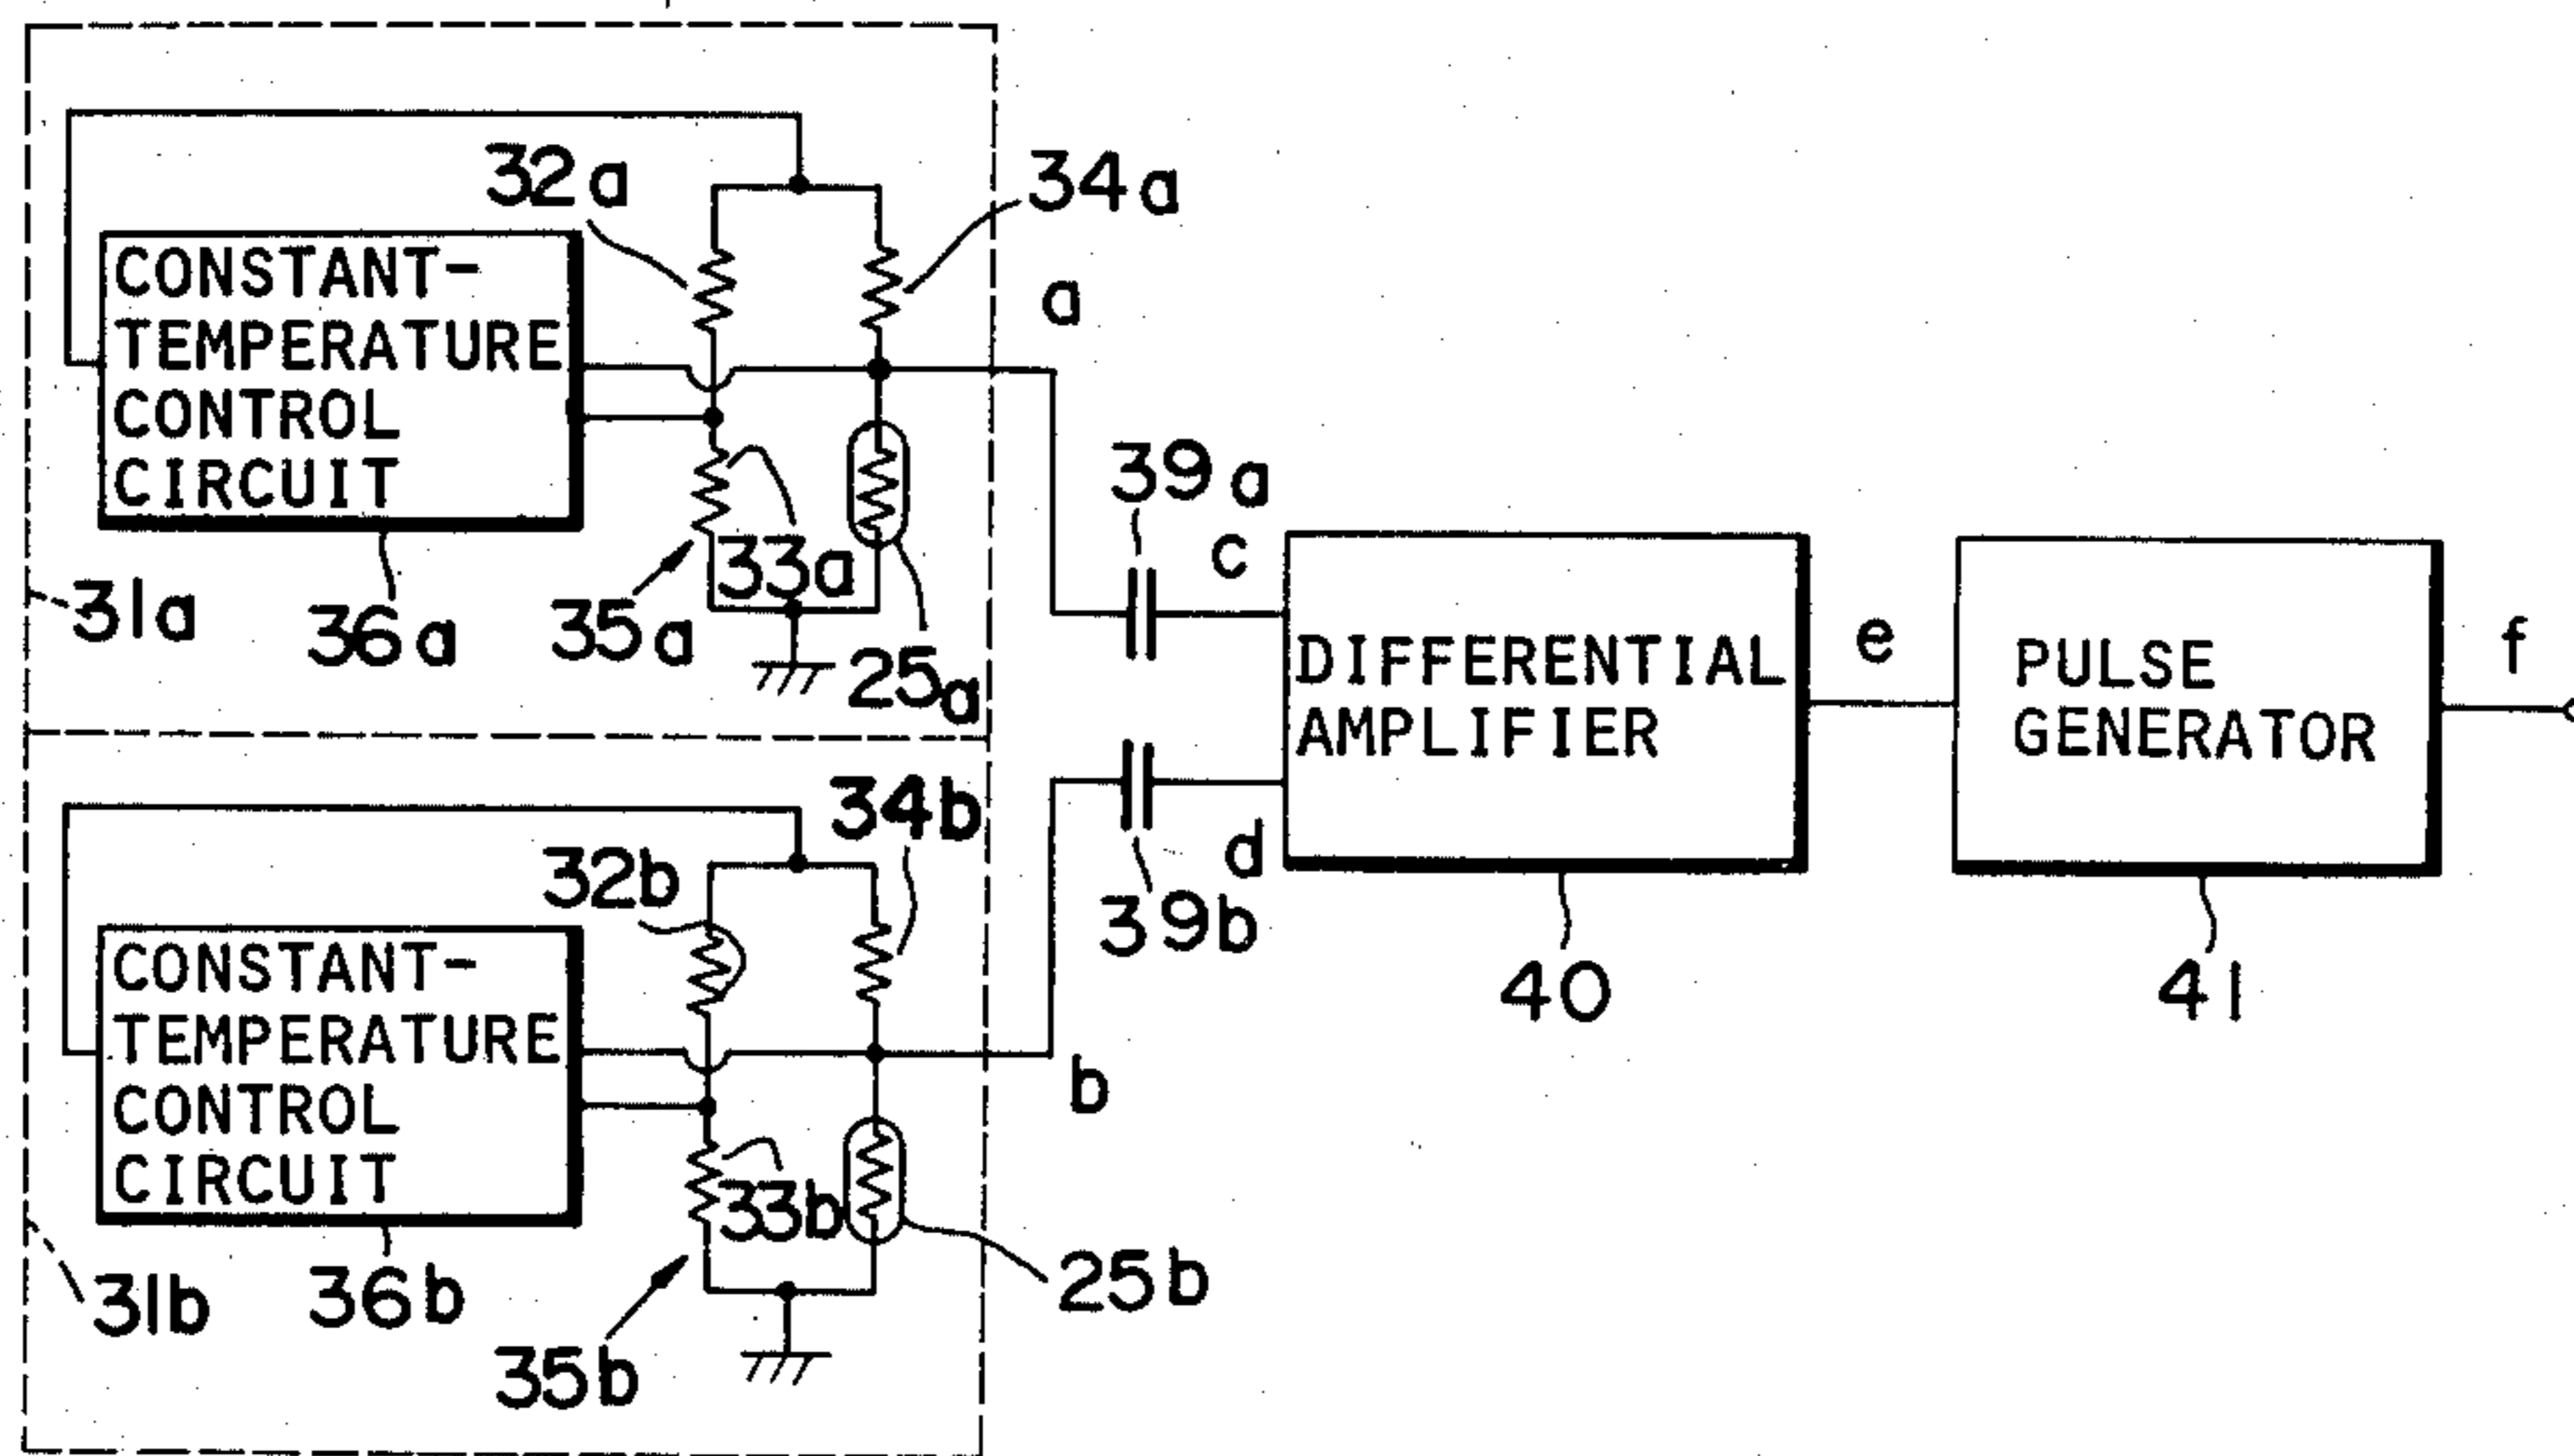 32a
34a
a
CONSTANT-
TEMPERATURE
CONTROL
CIRCUIT
39a
c
33a
31a
36a
35a
25a
DIFFERENTIAL
AMPLIFIER
e
PULSE
GENERATOR
f
34b
32b
d
39b
40
41
CONSTANT-
TEMPERATURE
CONTROL
CIRCUIT
b
33b
25b
31b
36b
35b